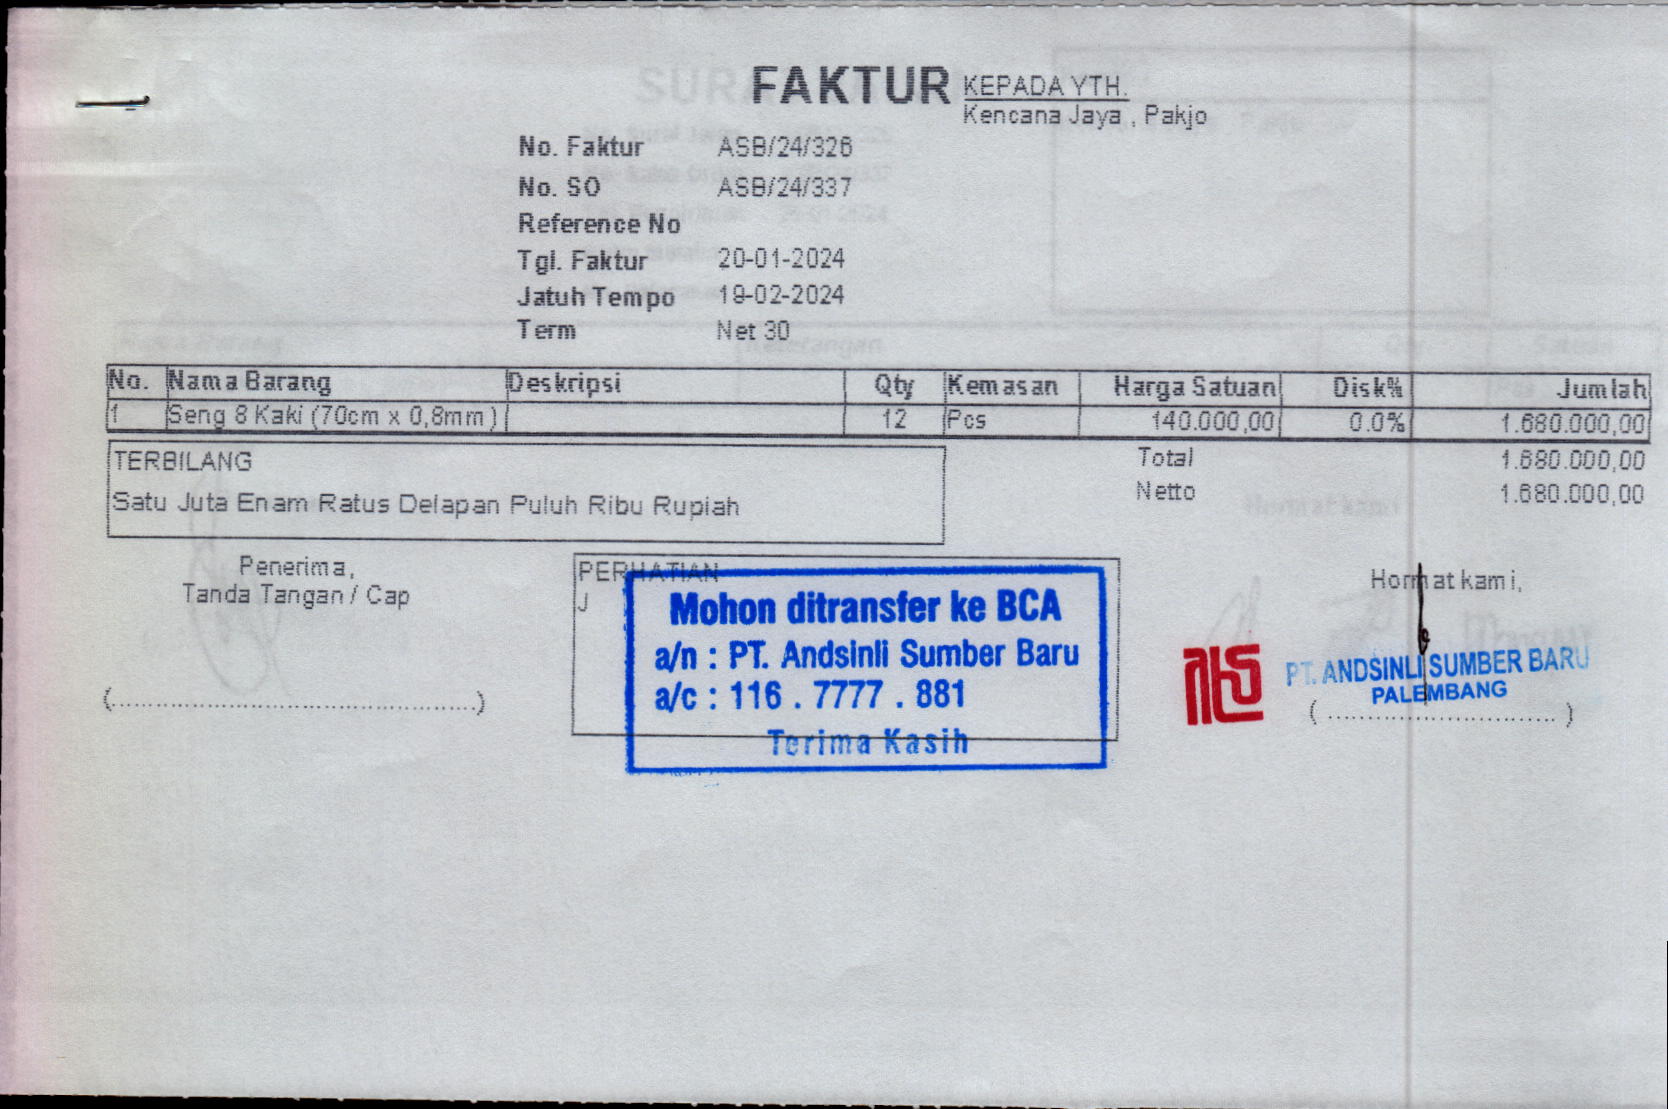 FAKTUR
KEPADA YTH.
Kencana Jaya , Pakjo
No. Faktur ASB/24/326
No. SO ASB/24/337
Reference No
Tgl. Faktur 20-01-2024
Jatuh Tempo 19-02-2024
Term Net 30
No. Nama Barang Deskripsi Qty Kemasan Harga Satuan Disk% Jumlah
1 Seng 8 Kaki (70cm x 0,8mm) 12 Pcs 140.000,00 0.0% 1.680.000,00
TERBILANG
Satu Juta Enam Ratus Delapan Puluh Ribu Rupiah
Total 1.680.000,00
Netto 1.680.000,00
Penerima,
Tanda Tangan / Cap
PERHATIAN
J
Mohon ditransfer ke BCA
a/n : PT. Andsinli Sumber Baru
a/c : 116 . 7777 . 881
Terima Kasih
Hormat kami,
PT. ANDSINLI SUMBER BARU
PALEMBANG